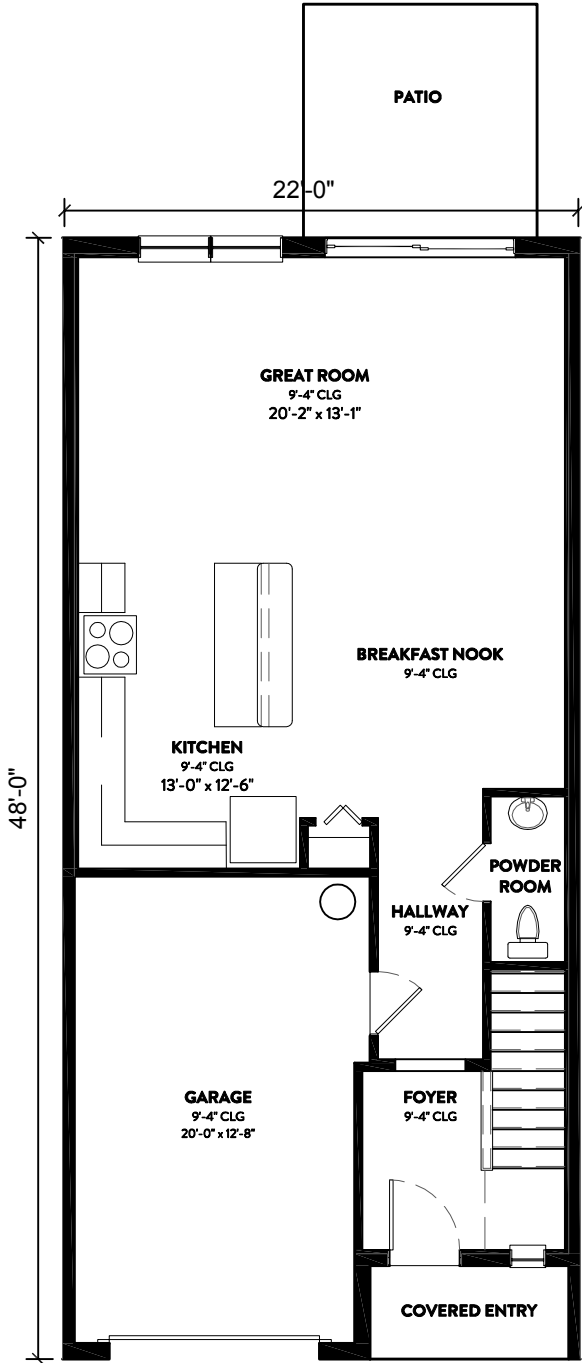 PATIO
22'-0"
GREAT ROOM
9'-4" CLG
20'-2" x 13'-1"
BREAKFAST NOOK
9'-4" CLG
KITCHEN
9'-4" CLG
13'-0" x 12'-6"
48'-0"
POWDER
ROOM
HALLWAY
9'-4" CLG
GARAGE
9'-4" CLG
20'-0" x 12'-8"
FOYER
9'-4" CLG
COVERED ENTRY